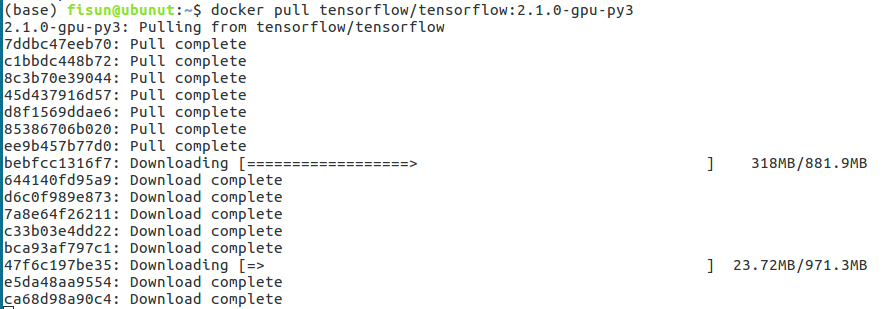 (base) fisun@ubunut:~$ docker pull tensorflow/tensorflow:2.1.0-gpu-py3
2.1.0-gpu-py3: Pulling from tensorflow/tensorflow
7ddbc47eeb70: Pull complete
c1bbdc448b72: Pull complete
8c3b70e39044: Pull complete
45d437916d57: Pull complete
d8f1569ddae6: Pull complete
85386706b020: Pull complete
ee9b457b77d0: Pull complete
bebfcc1316f7: Downloading [==================>                                ]    318MB/881.9MB
644140fd95a9: Download complete
d6c0f989e873: Download complete
7a8e64f26211: Download complete
c33b03e4dd22: Download complete
bca93af797c1: Download complete
47f6c197be35: Downloading [=>                                                 ]  23.72MB/971.3MB
e5da48aa9554: Download complete
ca68d98a90c4: Download complete